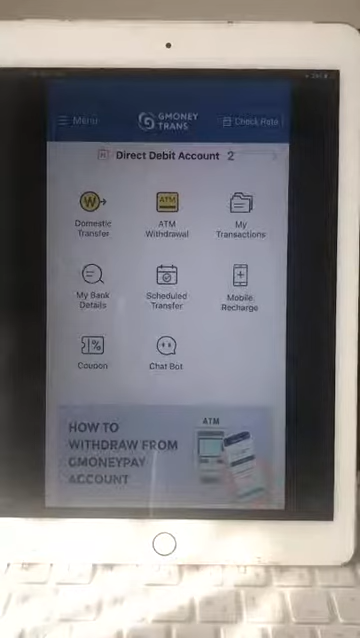 Menu
GMONEY
TRANS
Check Rate
Direct Debit Account 2
Domestic
Transfer
ATM
ATM
Withdrawal
My
Transactions
My Bank
Details
Scheduled
Transfer
Mobile
Recharge
Coupon
Chat Bot
HOW TO
WITHDRAW FROM
GMONEYPAY
ACCOUNT
ATM